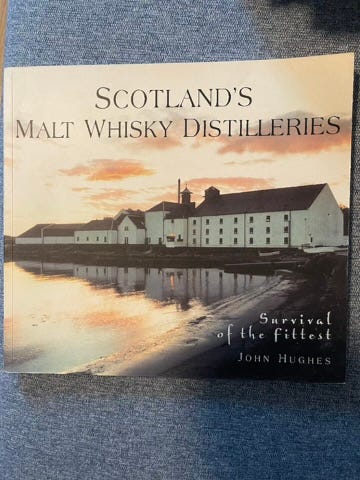 SCOTLAND'S
MALT WHISKY DISTILLERIES
Survival
of the fittest
JOHN HUGHES